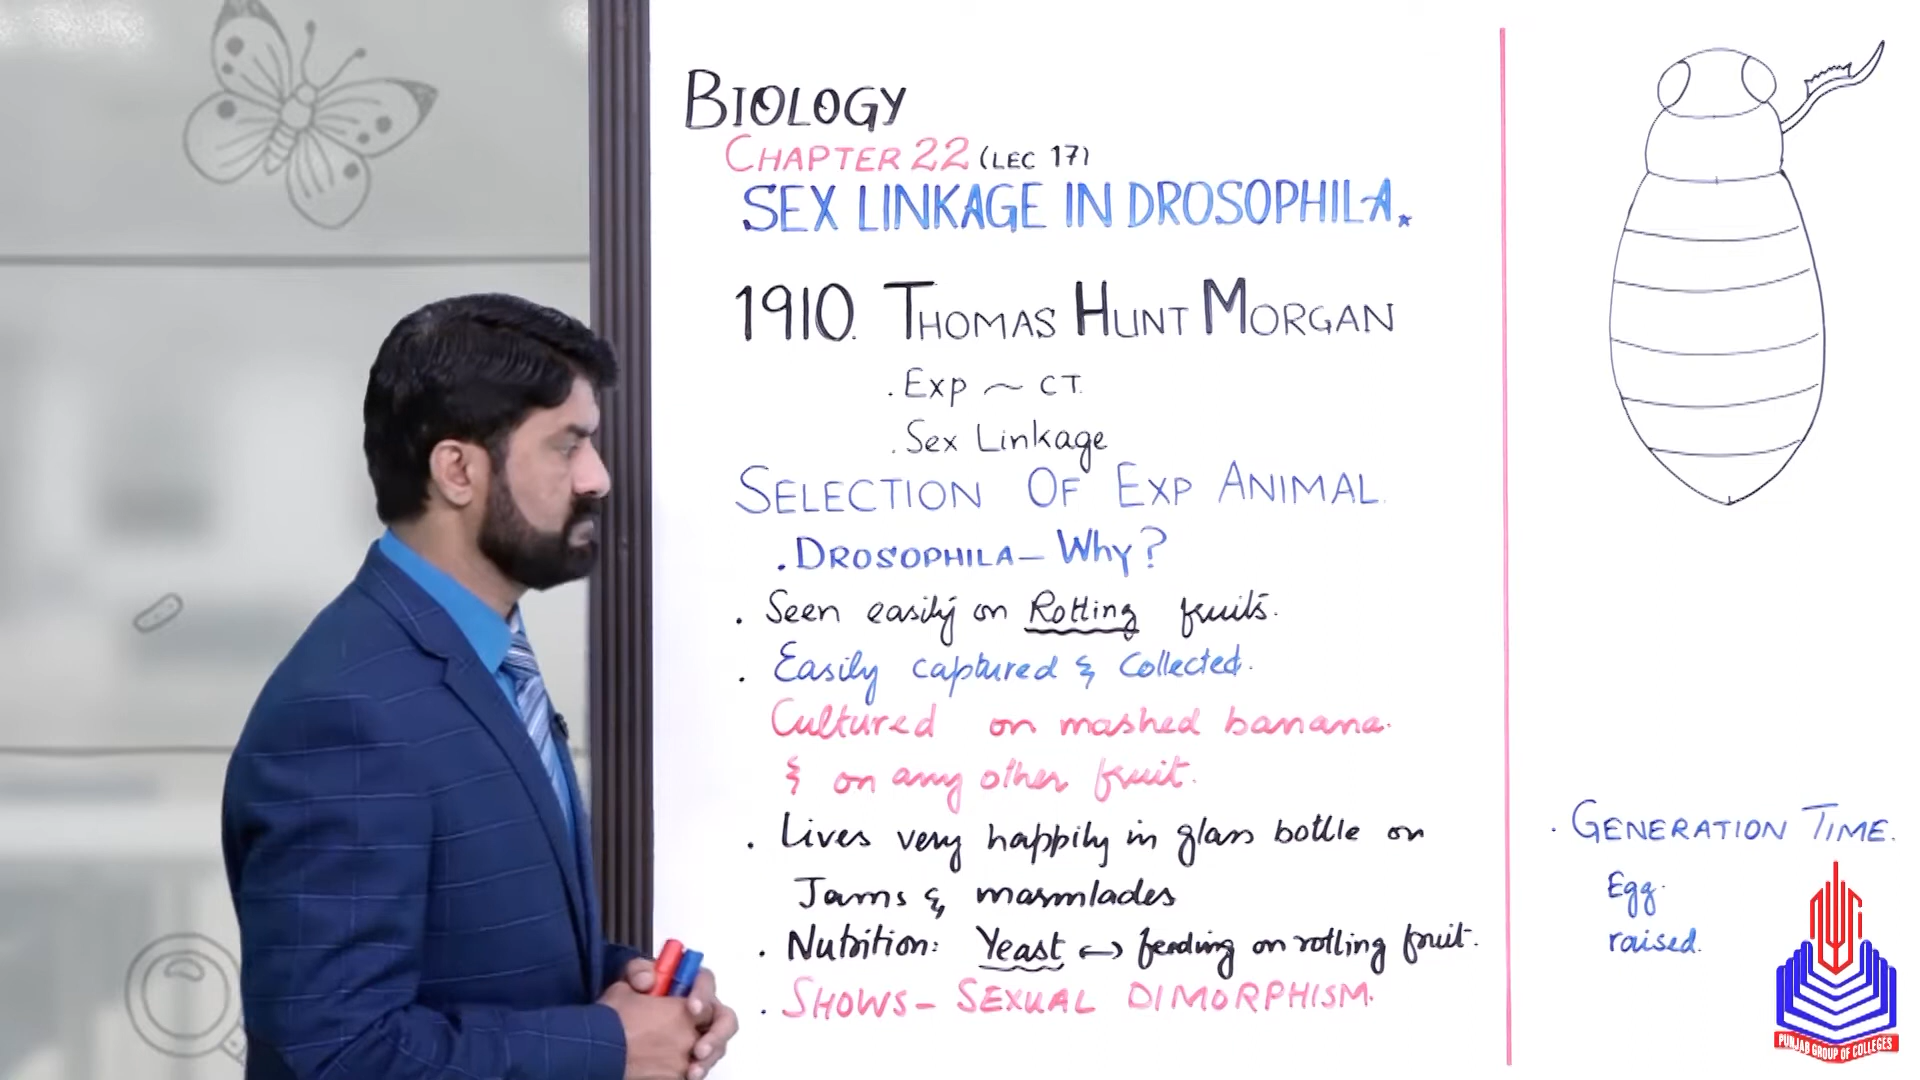 BIOLOGY
CHAPTER 22 (LEC 17)
SEX LINKAGE IN DROSOPHILA.
1910. THOMAS HUNT MORGAN
. Exp ~ CT.
. Sex Linkage
SELECTION OF EXP ANIMAL.
. DROSOPHILA - Why?
. Seen easily on Rotting fruits.
. Easily captured & collected.
Cultured on mashed banana.
& on any other fruit.
. Lives very happily in glass bottle on
Jams & marmlades
. Nutrition: Yeast ↔ feeding on rotling fruit.
. SHOWS - SEXUAL DIMORPHISM.
. GENERATION TIME.
Egg.
raised.
PUNJAB GROUP OF COLLEGES